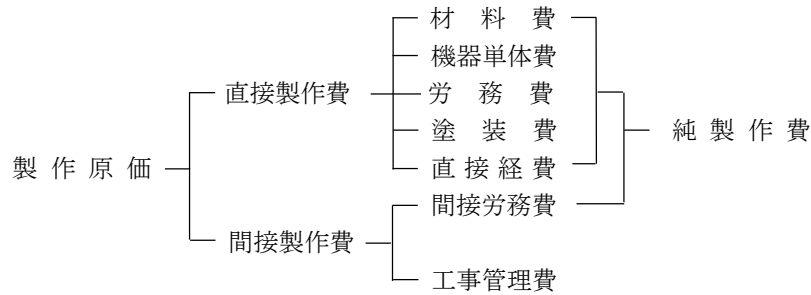 材料費
機器単体費
直接製作費
労務費
塗装費
純製作費
製作原価
直接経費
間接労務費
間接製作費
工事管理費